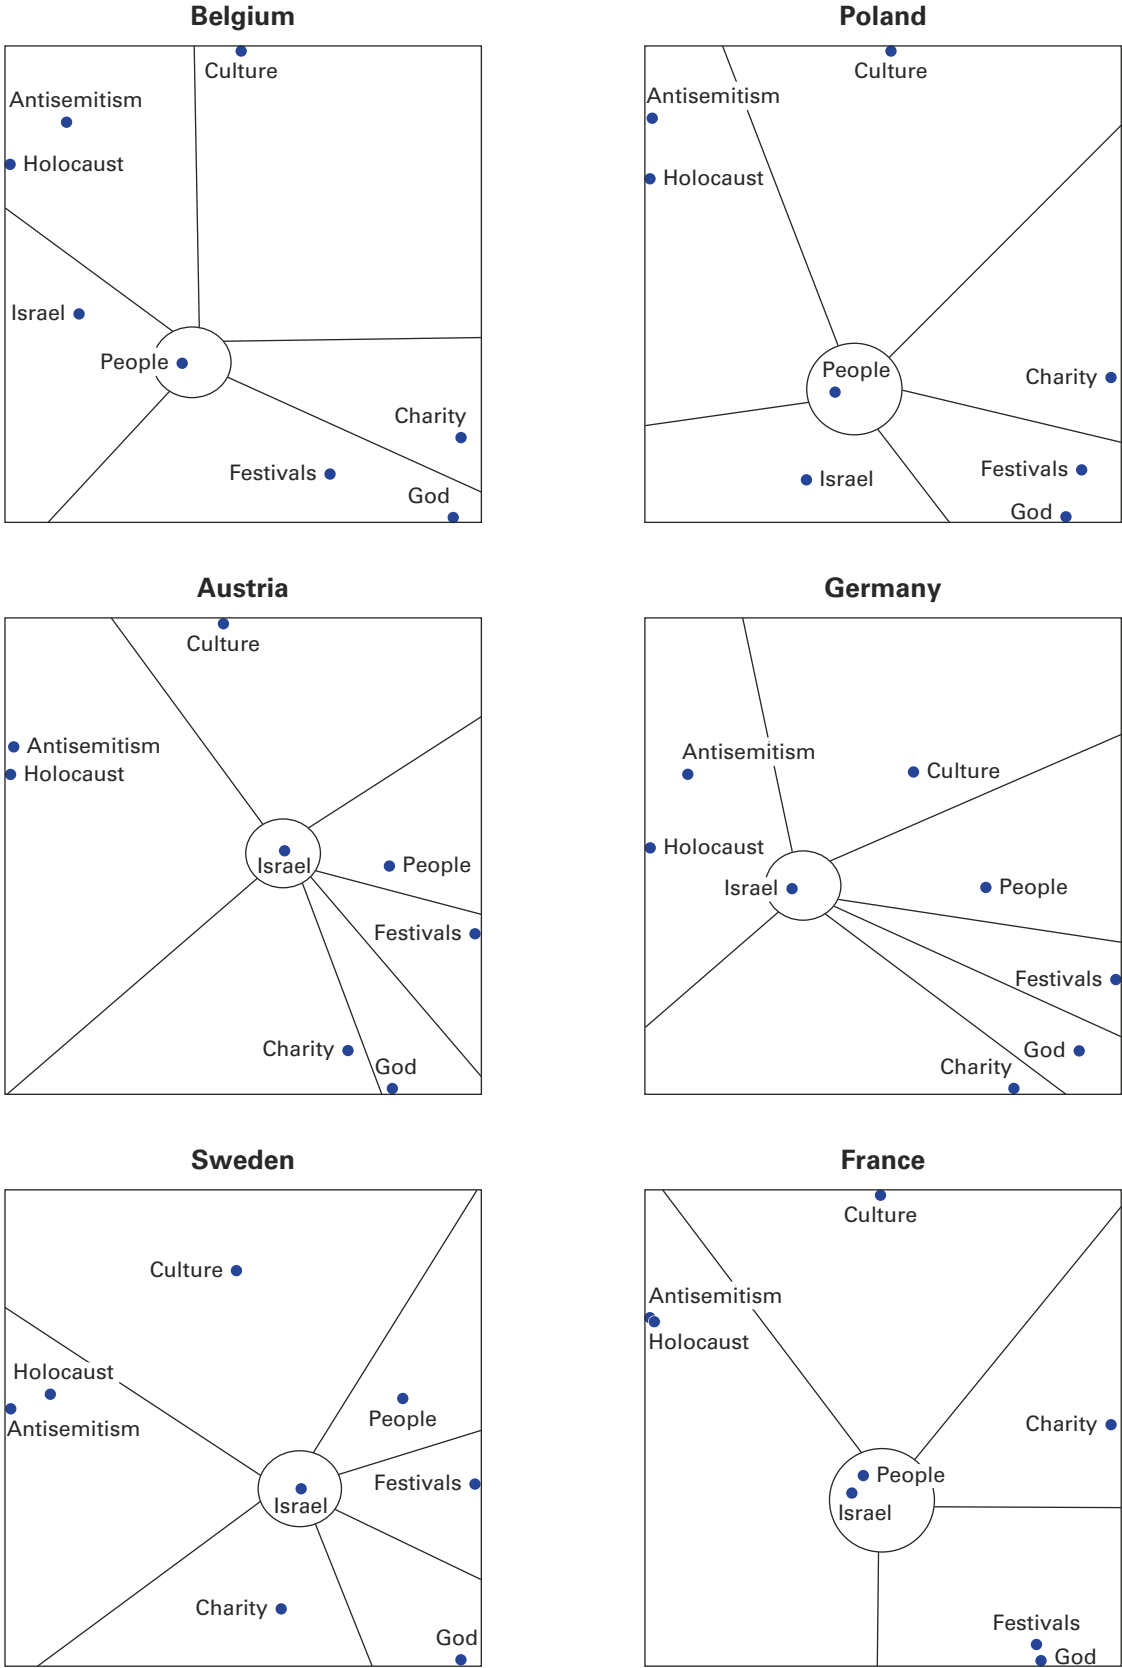 Belgium
Culture
Antisemitism
Holocaust
Israel
People
Charity
Festivals
God
Poland
Culture
Antisemitism
Holocaust
People
Charity
Israel
Festivals
God
Austria
Culture
Antisemitism
Holocaust
Israel
People
Festivals
Charity
God
Germany
Antisemitism
Culture
Holocaust
Israel
People
Festivals
God
Charity
Sweden
Culture
Holocaust
Antisemitism
People
Festivals
Israel
Charity
God
France
Culture
Antisemitism
Holocaust
Charity
People
Israel
Festivals
God